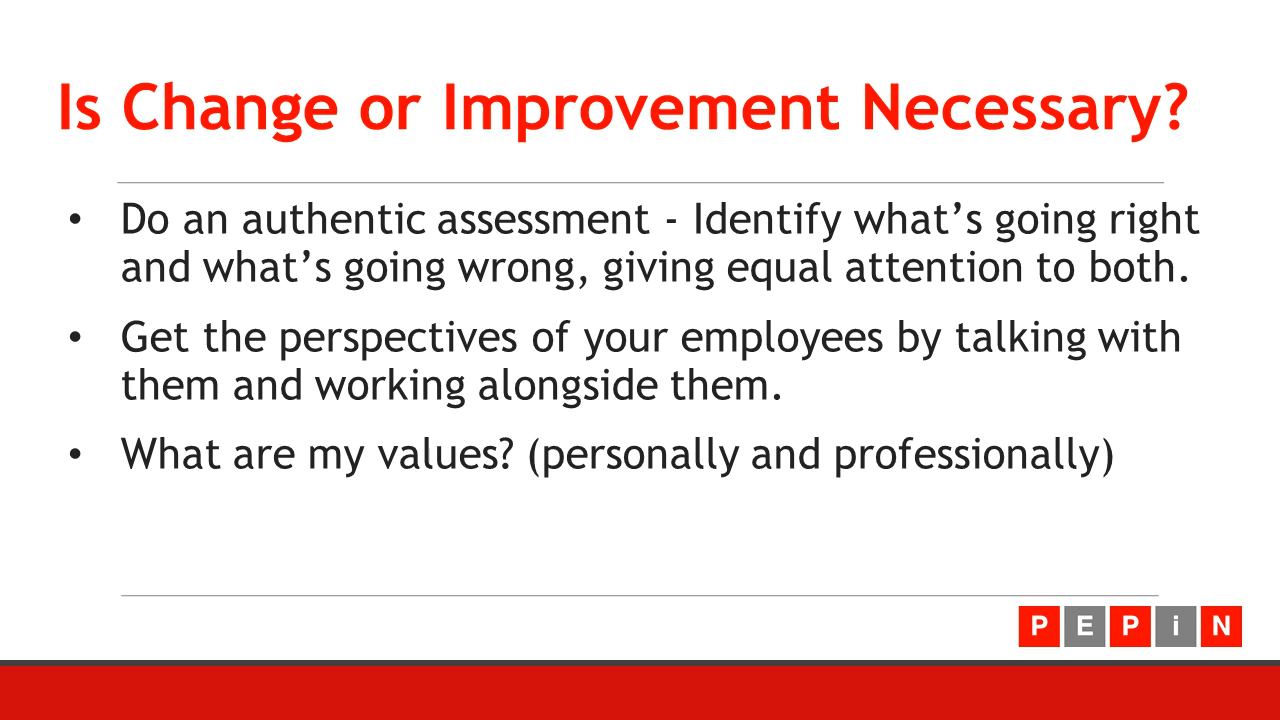 Is Change or Improvement Necessary?
• Do an authentic assessment - Identify what’s going right
and what’s going wrong, giving equal attention to both.
• Get the perspectives of your employees by talking with
them and working alongside them.
• What are my values? (personally and professionally)
P E P i N